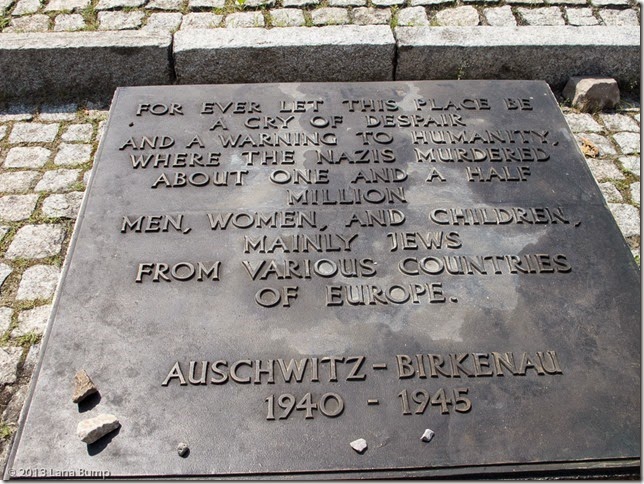 FOR EVER LET THIS PLACE BE
A CRY OF DESPAIR
AND A WARNING TO HUMANITY,
WHERE THE NAZIS MURDERED
ABOUT ONE AND A HALF
MILLION
MEN, WOMEN, AND CHILDREN,
MAINLY JEWS
FROM VARIOUS COUNTRIES
OF EUROPE.
AUSCHWITZ-BIRKENAU
1940 - 1945
© 2013 Lana Bump